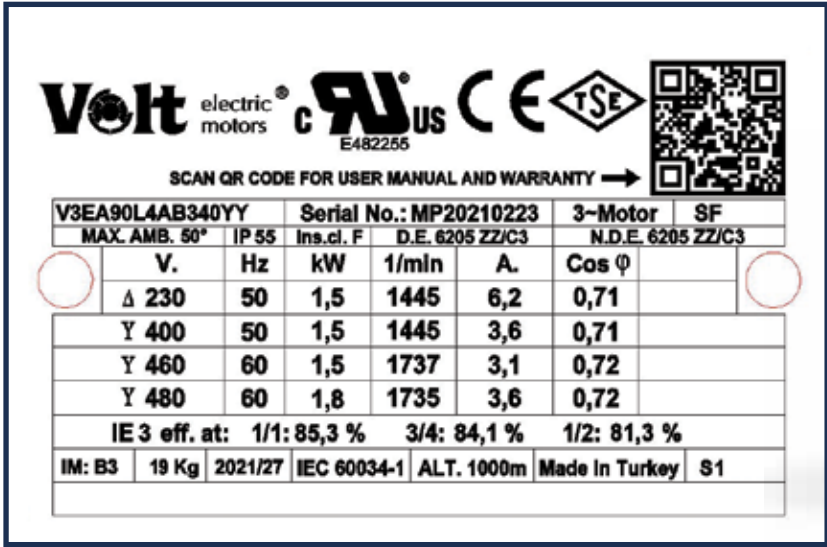 Volt electric motors ® c RU ® US CE TSE
E482255
SCAN QR CODE FOR USER MANUAL AND WARRANTY
V3EA90L4AB340YY Serial No.: MP20210223 3~Motor SF
MAX. AMB. 50° IP 55 Ins.cl. F D.E. 6205 ZZ/C3 N.D.E. 6205 ZZ/C3
V. Hz kW 1/min A. Cos φ
Δ 230 50 1,5 1445 6,2 0,71
Y 400 50 1,5 1445 3,6 0,71
Y 460 60 1,5 1737 3,1 0,72
Y 480 60 1,8 1735 3,6 0,72
IE 3 eff. at: 1/1: 85,3 % 3/4: 84,1 % 1/2: 81,3 %
IM: B3 19 Kg 2021/27 IEC 60034-1 ALT. 1000m Made in Turkey S1